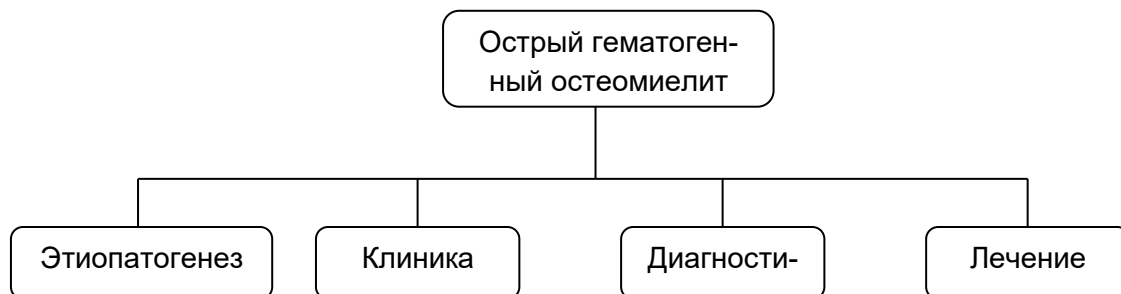 Острый гематоген-
ный остеомиелит
Этиопатогенез
Клиника
Диагности-
Лечение